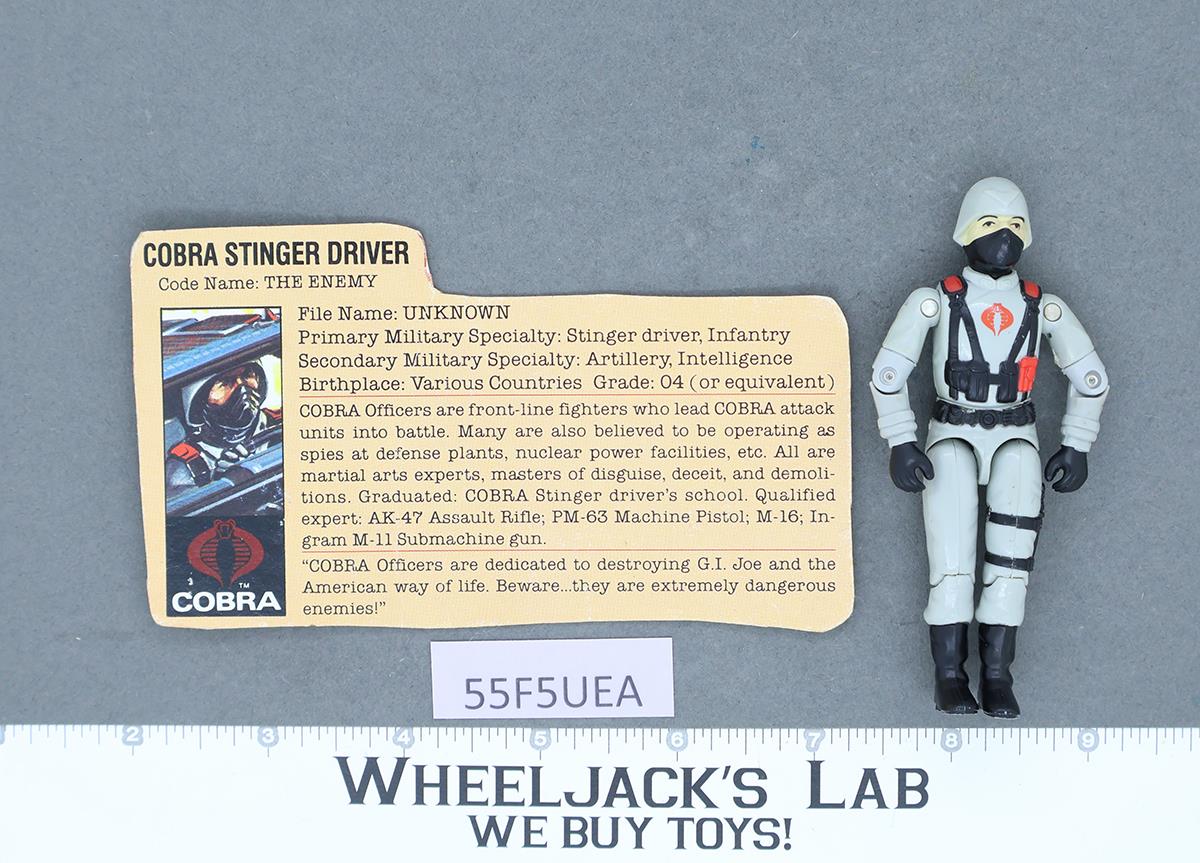 COBRA STINGER DRIVER
Code Name: THE ENEMY
File Name: UNKNOWN
Primary Military Specialty: Stinger driver, Infantry
Secondary Military Specialty: Artillery, Intelligence
Birthplace: Various Countries Grade: 04 (or equivalent)
COBRA Officers are front-line fighters who lead COBRA attack
units into battle. Many are also believed to be operating as
spies at defense plants, nuclear power facilities, etc. All are
martial arts experts, masters of disguise, deceit, and demoli-
tions. Graduated: COBRA Stinger driver's school. Qualified
expert: AK-47 Assault Rifle; PM-63 Machine Pistol; M-16; In-
gram M-11 Submachine gun.
"COBRA Officers are dedicated to destroying G.I. Joe and the
American way of life. Beware...they are extremely dangerous
enemies!"
TM
COBRA
55F5UEA
2 3 4 5 6 7 8 9
WHEELJACK'S LAB
WE BUY TOYS!